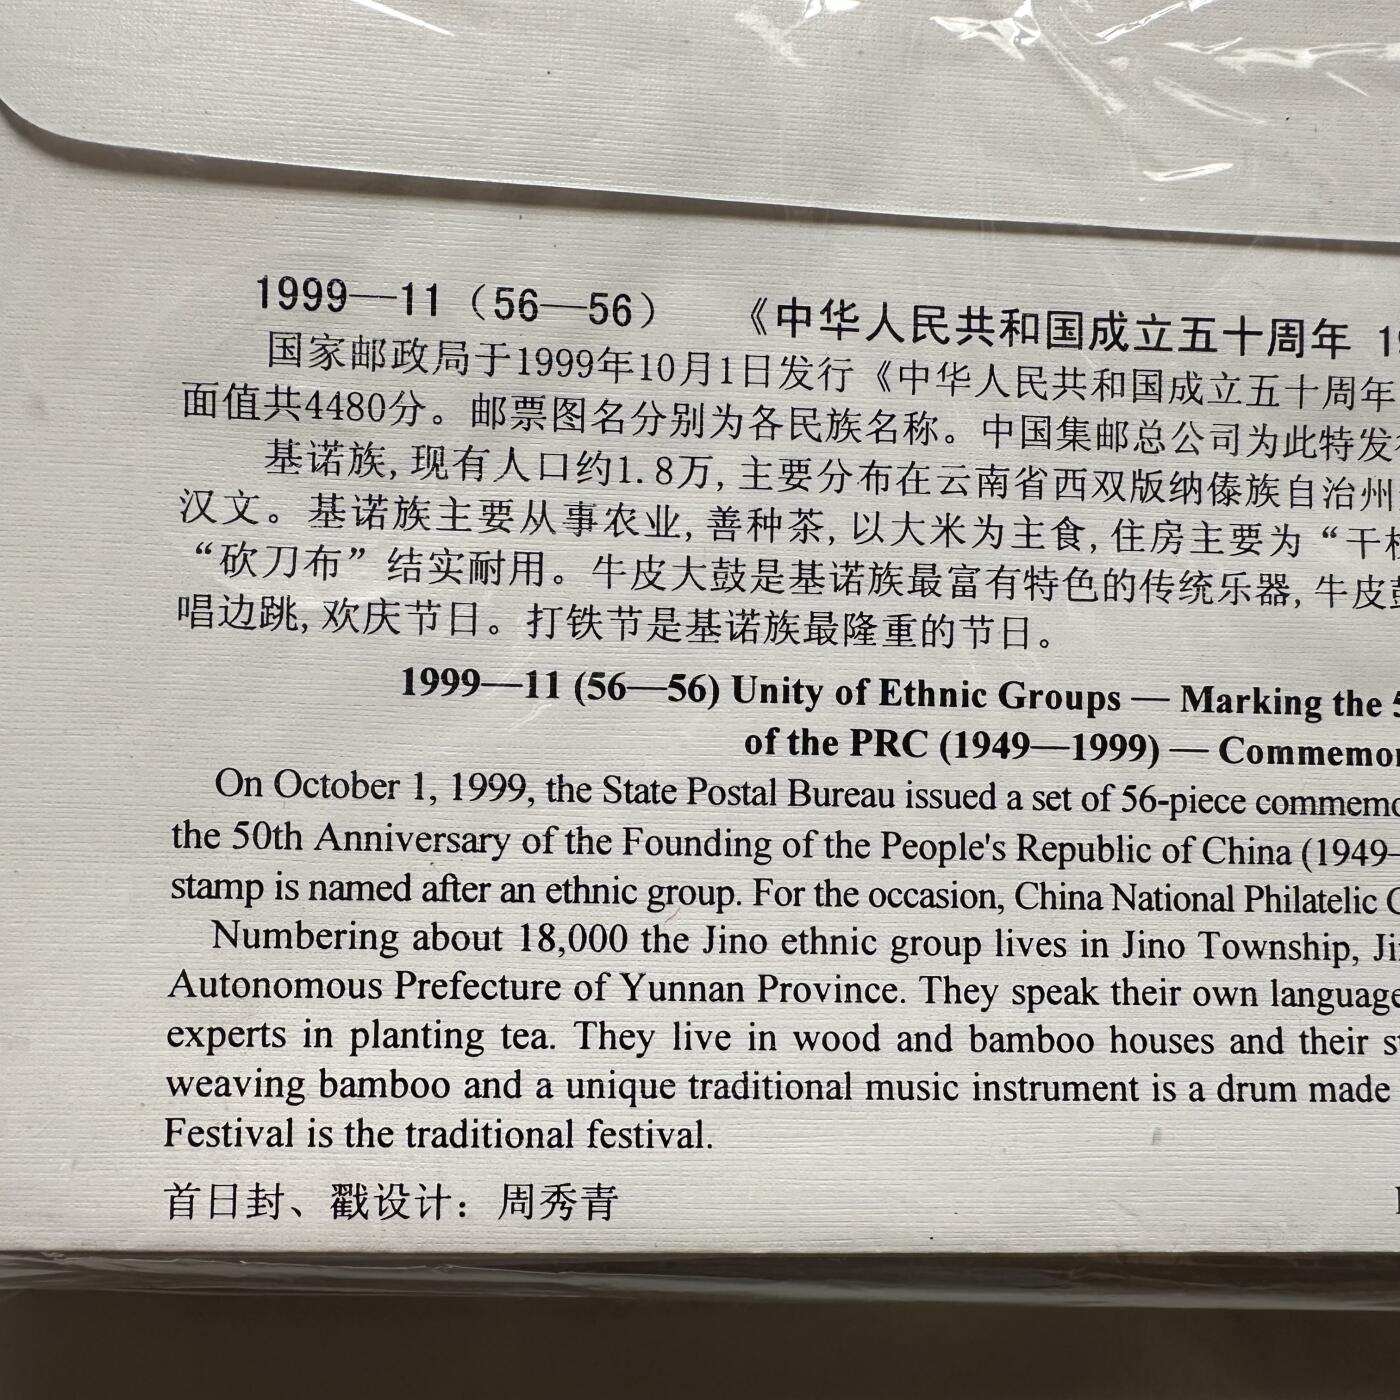 1999—11（56—56） 《中华人民共和国成立五十周年
国家邮政局于1999年10月1日发行《中华人民共和国成立五十周年
面值共4480分。邮票图名分别为各民族名称。中国集邮总公司为此特发
基诺族,现有人口约1.8万,主要分布在云南省西双版纳傣族自治州
汉文。基诺族主要从事农业,善种茶,以大米为主食,住房主要为“干
“砍刀布”结实耐用。牛皮大鼓是基诺族最富有特色的传统乐器,牛皮
唱边跳,欢庆节日。打铁节是基诺族最隆重的节日。
1999—11 (56—56) Unity of Ethnic Groups — Marking the
of the PRC (1949—1999) —
On October 1, 1999, the State Postal Bureau issued a set of 56-piece
the 50th Anniversary of the Founding of the People's Republic of China (1949—
stamp is named after an ethnic group. For the occasion, China National Philatelic
Numbering about 18,000 the Jino ethnic group lives in Jino Township,
Autonomous Prefecture of Yunnan Province. They speak their own language
experts in planting tea. They live in wood and bamboo houses and their
weaving bamboo and a unique traditional music instrument is a drum made
Festival is the traditional festival.
首日封、戳设计：周秀青